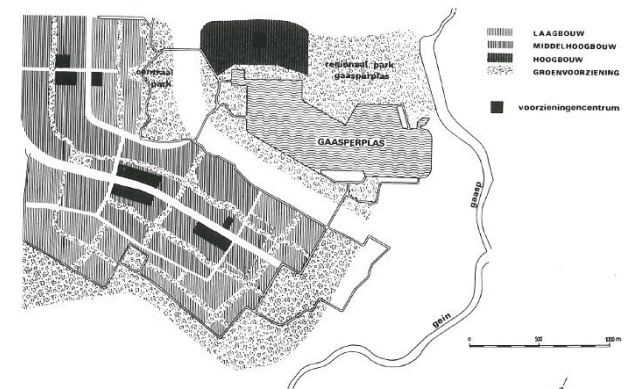 LAAGBOUW
MIDDELHOOGBOUW
HOOGBOUW
GROENVOORZIENING
voorzieningencentrum
centraal
park
regionaal park
gaasperplas
GAASPERPLAS
gaasp
gein
0 500 1000 m